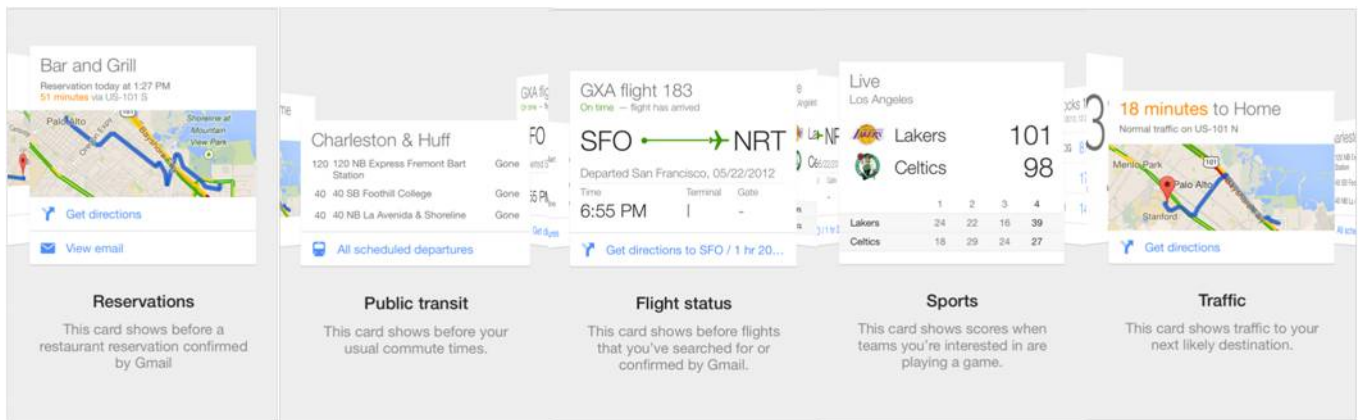 Bar and Grill
Reservation today at 1:27 PM
51 minutes via US-101 S
Palo Alto
Oregon Expy
Bayshore
101
Shoreline at
Mountain
View Park
Get directions
View email
Reservations
This card shows before a
restaurant reservation confirmed
by Gmail
Charleston & Huff
120 120 NB Express Fremont Bart Gone
Station
40 40 SB Foothill College Gone
40 40 NB La Avenida & Shoreline Gone
All scheduled departures
Public transit
This card shows before your
usual commute times.
GXA flight 183
On time — flight has arrived
SFO NRT
Departed San Francisco, 05/22/2012
Time Terminal Gate
6:55 PM I -
Get directions to SFO / 1 hr 20...
Flight status
This card shows before flights
that you've searched for or
confirmed by Gmail.
Live
Los Angeles
Lakers 101
Celtics 98
1 2 3 4
Lakers 24 22 16 39
Celtics 18 29 24 27
Sports
This card shows scores when
teams you're interested in are
playing a game.
18 minutes to Home
Normal traffic on US-101 N
Menlo Park
101
Palo Alto
Stanford
Get directions
Traffic
This card shows traffic to your
next likely destination.